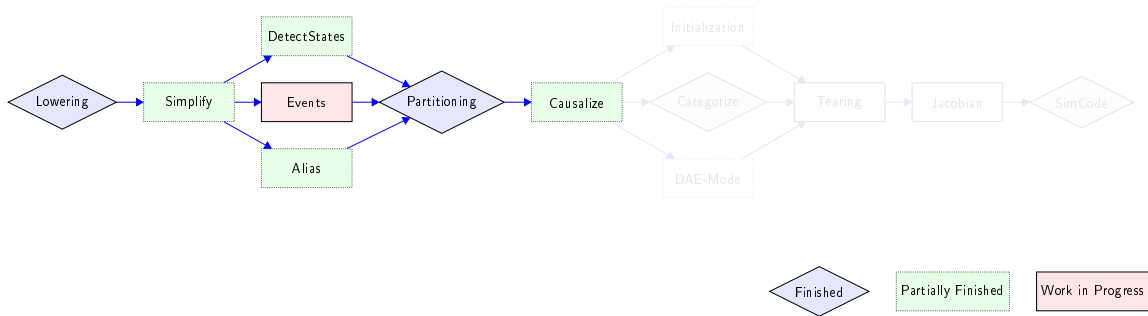 DetectStates
Initialization
Lowering
Simplify
Events
Partitioning
Causalize
Categorize
Tearing
Jacobian
SimCode
Alias
DAE-Mode
Finished
Partially Finished
Work in Progress